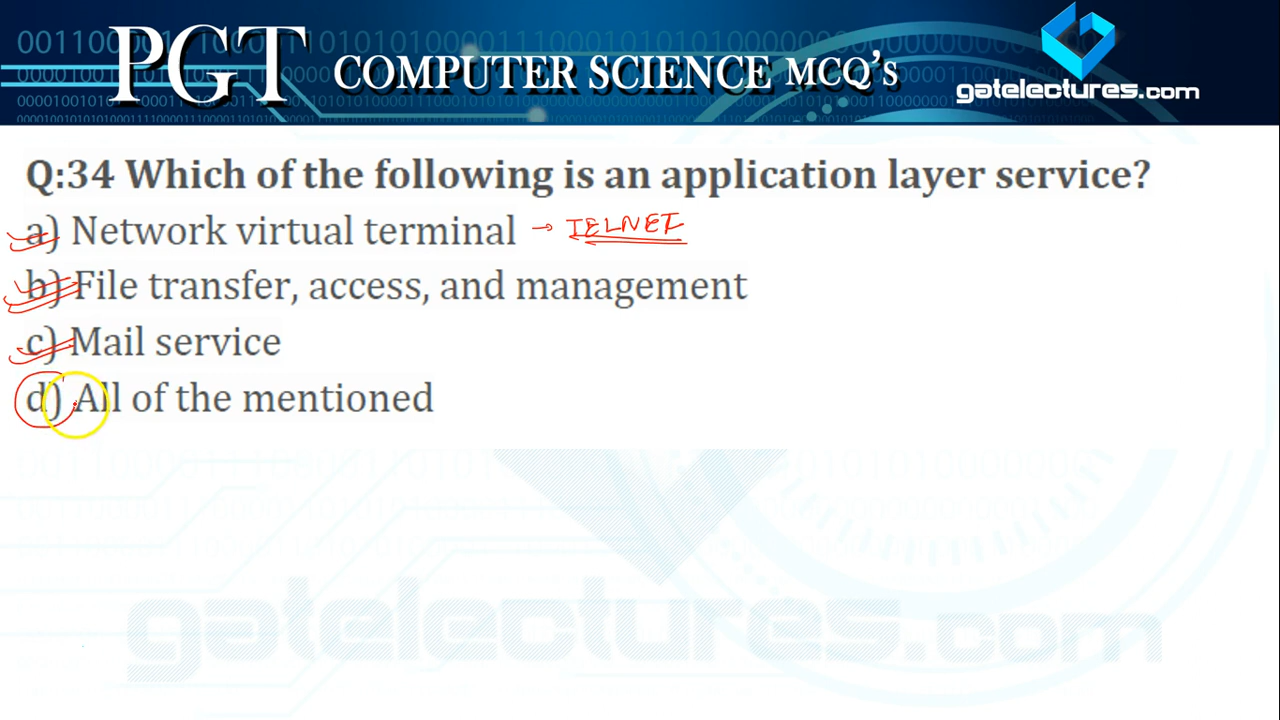 PGT COMPUTER SCIENCE MCQ'S
gatelectures.com
Q:34 Which of the following is an application layer service?
a) Network virtual terminal → TELNET
b) File transfer, access, and management
c) Mail service
d) All of the mentioned
gatelectures.com